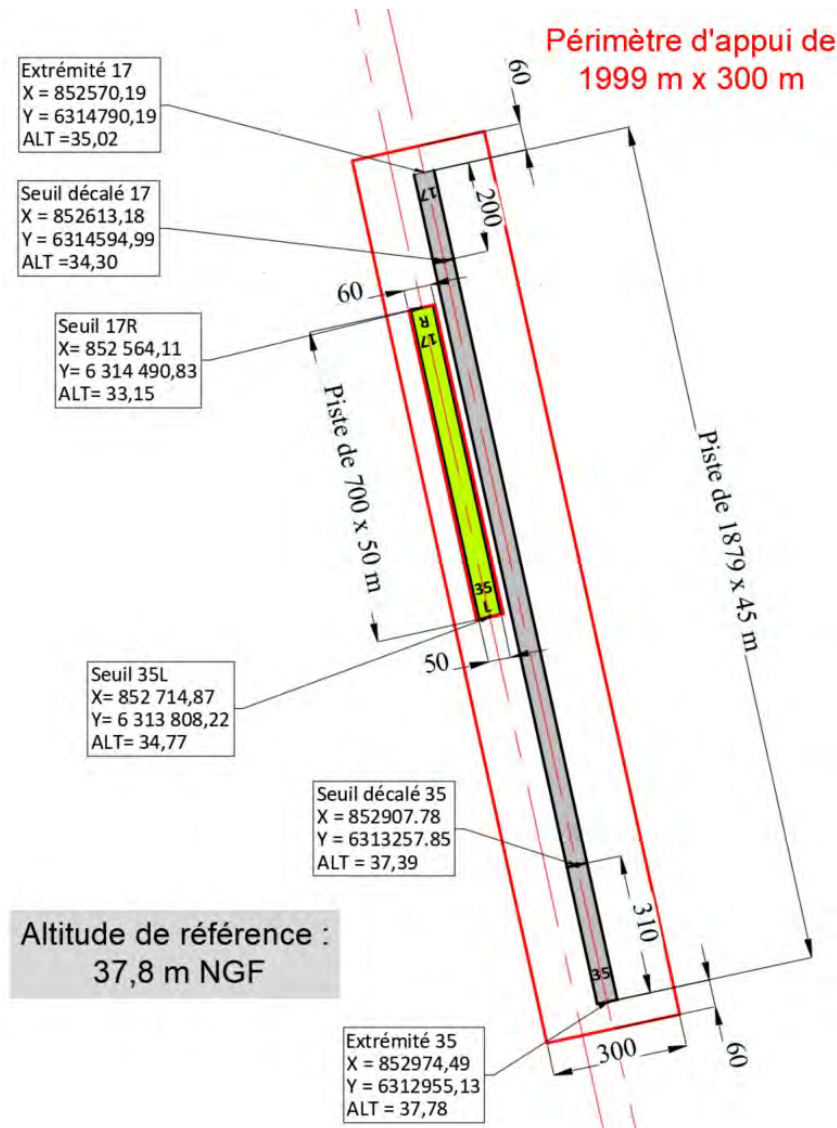 Périmètre d'appui de
1999 m x 300 m
Extrémité 17
X = 852570,19
Y = 6314790,19
ALT =35,02
60
17
200
Seuil décalé 17
X = 852613,18
Y = 6314594,99
ALT =34,30
60
Seuil 17R
X= 852 564,11
Y= 6 314 490,83
ALT= 33,15
17
R
Piste de 700 x 50 m
Piste de 1879 x 45 m
35
L
50
Seuil 35L
X= 852 714,87
Y= 6 313 808,22
ALT= 34,77
Seuil décalé 35
X = 852907.78
Y = 6313257.85
ALT = 37,39
310
Altitude de référence :
37,8 m NGF
35
300
60
Extrémité 35
X = 852974,49
Y = 6312955,13
ALT = 37,78